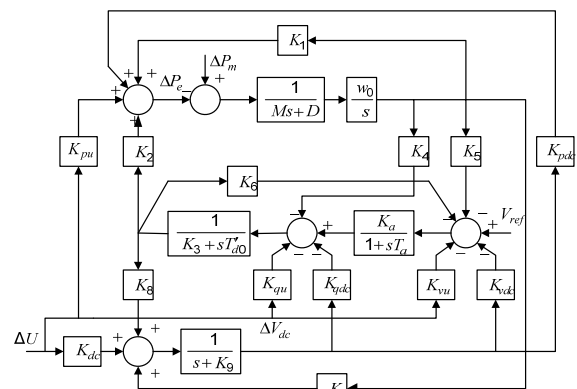 K1
ΔPm
ΔPe
+ + + +
−
+
1
Ms+D
w0
s
Kpu
K2
K4
K5
Kpdc
K6
Vref
1
K3+sT'd0
−
+
− −
Ka
1+sTa
− −
+
− −
K8
Kqu
Kqdc
Kvu
Kvdc
ΔVdc
ΔU
Kdc
+ + +
1
s+K9
K